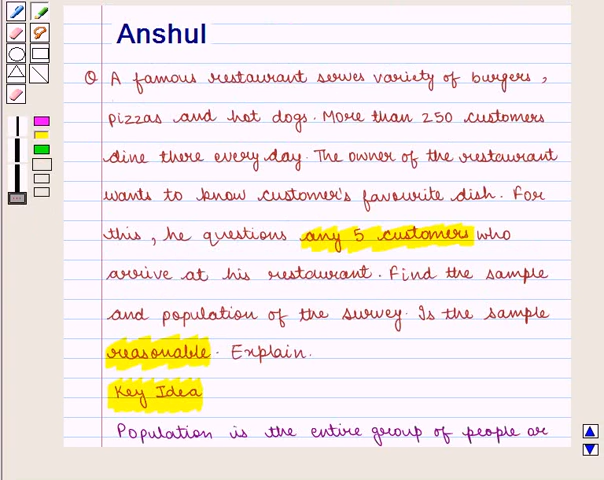 Anshul
Q A famous restaurant serves variety of burgers,
pizzas and hot dogs. More than 250 customers
dine there every day. The owner of the restaurant
wants to know customer's favourite dish. For
this, he questions any 5 customers who
arrive at his restaurant. Find the sample
and population of the survey. Is the sample
reasonable. Explain.
Key Idea
Population is the entire group of people or